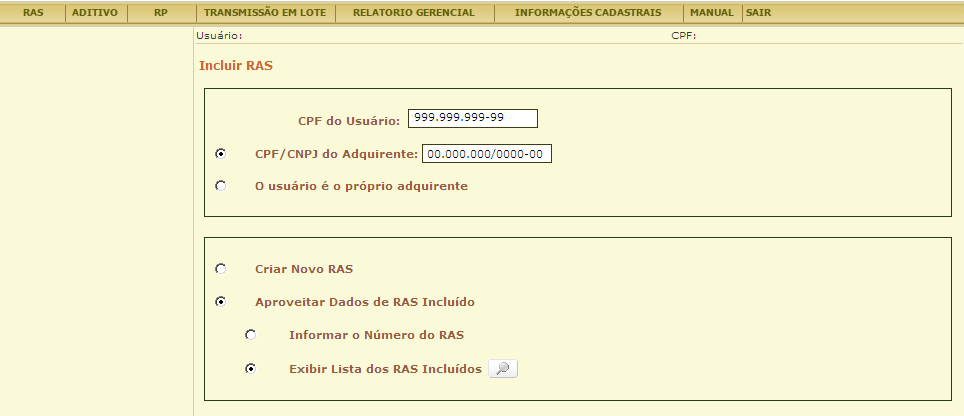 RAS ADITIVO RP TRANSMISSÃO EM LOTE RELATORIO GERENCIAL INFORMAÇÕES CADASTRAIS MANUAL SAIR
Usuário: CPF:
Incluir RAS
CPF do Usuário: 999.999.999-99
CPF/CNPJ do Adquirente: 00.000.000/0000-00
O usuário é o próprio adquirente
Criar Novo RAS
Aproveitar Dados de RAS Incluído
Informar o Número do RAS
Exibir Lista dos RAS Incluídos